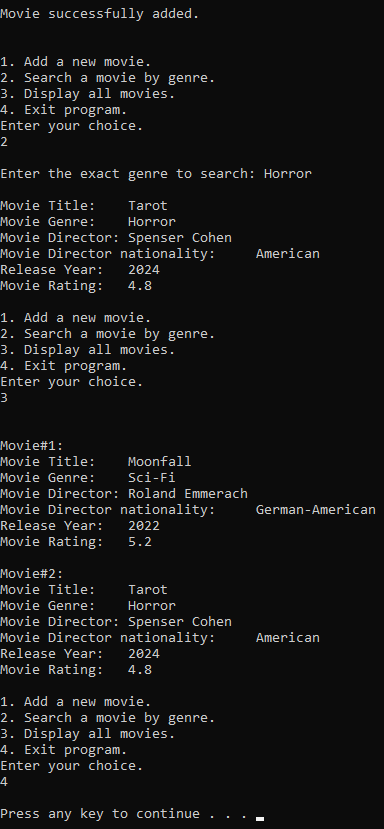 Movie successfully added.
1. Add a new movie.
2. Search a movie by genre.
3. Display all movies.
4. Exit program.
Enter your choice.
2
Enter the exact genre to search: Horror
Movie Title:    Tarot
Movie Genre:    Horror
Movie Director: Spenser Cohen
Movie Director nationality:     American
Release Year:   2024
Movie Rating:   4.8
1. Add a new movie.
2. Search a movie by genre.
3. Display all movies.
4. Exit program.
Enter your choice.
3
Movie#1:
Movie Title:    Moonfall
Movie Genre:    Sci-Fi
Movie Director: Roland Emmerach
Movie Director nationality:     German-American
Release Year:   2022
Movie Rating:   5.2
Movie#2:
Movie Title:    Tarot
Movie Genre:    Horror
Movie Director: Spenser Cohen
Movie Director nationality:     American
Release Year:   2024
Movie Rating:   4.8
1. Add a new movie.
2. Search a movie by genre.
3. Display all movies.
4. Exit program.
Enter your choice.
4
Press any key to continue . . .